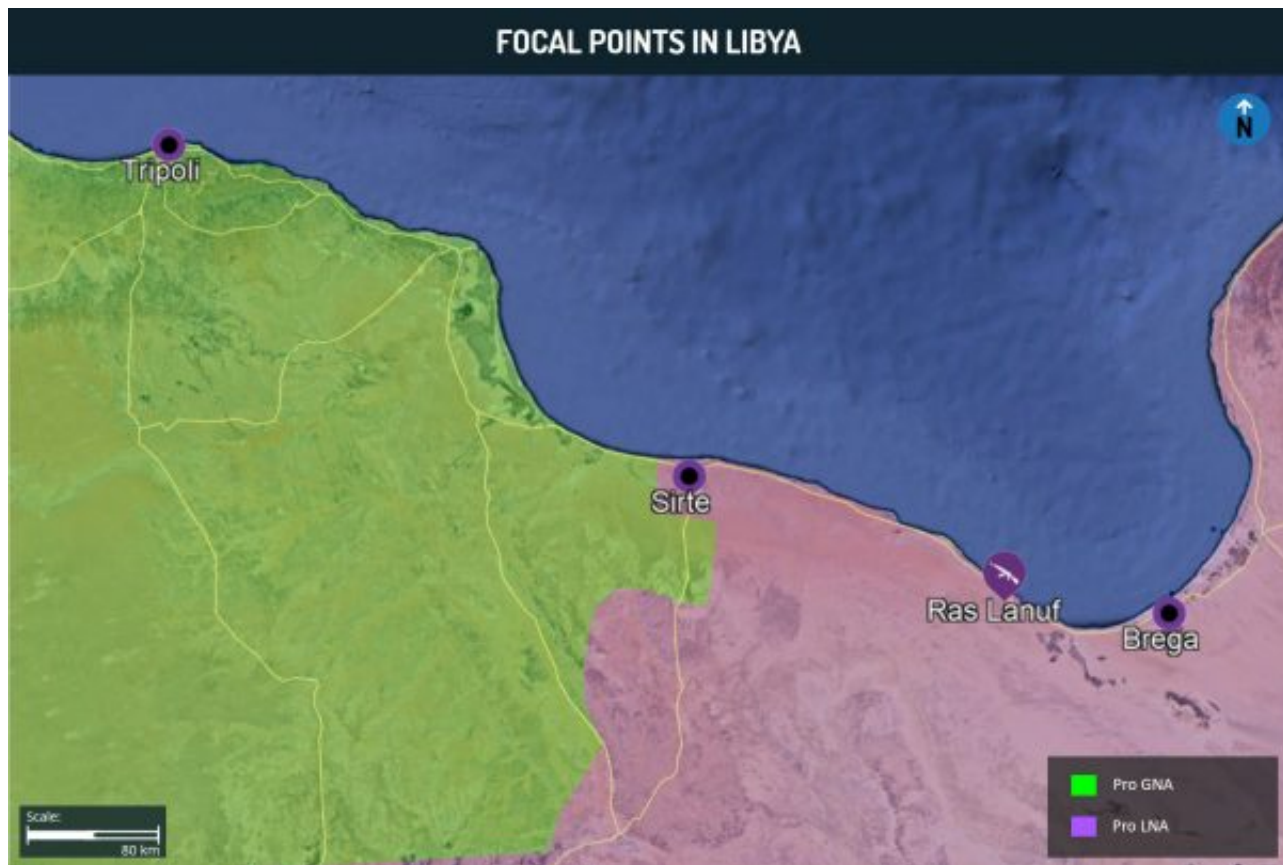 FOCAL POINTS IN LIBYA
N
Tripoli
Sirte
Ras Lanuf
Brega
Pro GNA
Pro LNA
Scale:
80 km